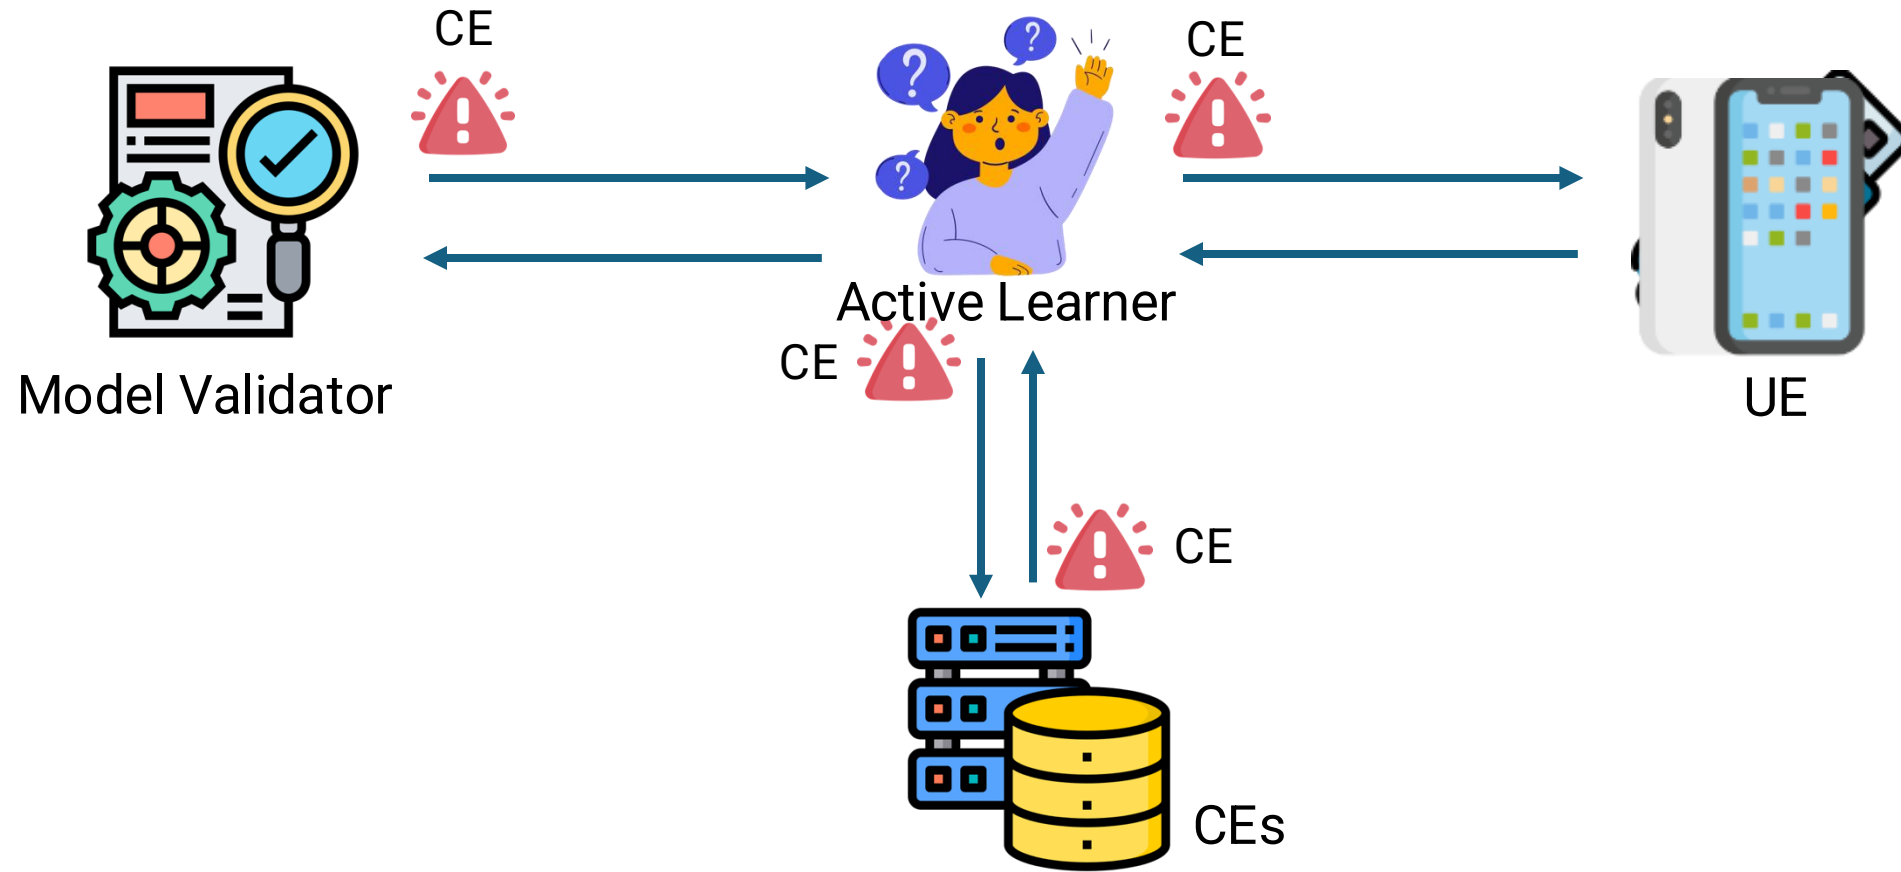 CE
CE
?
?
?
Active Learner
CE
Model Validator
UE
CE
CEs